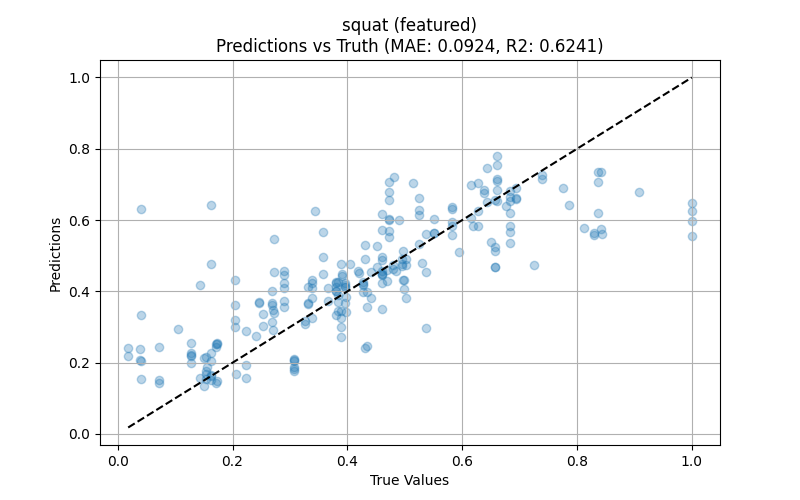 squat (featured)
Predictions vs Truth (MAE: 0.0924, R2: 0.6241)
1.0
0.8
0.6
0.4
0.2
0.0
Predictions
0.0 0.2 0.4 0.6 0.8 1.0
True Values